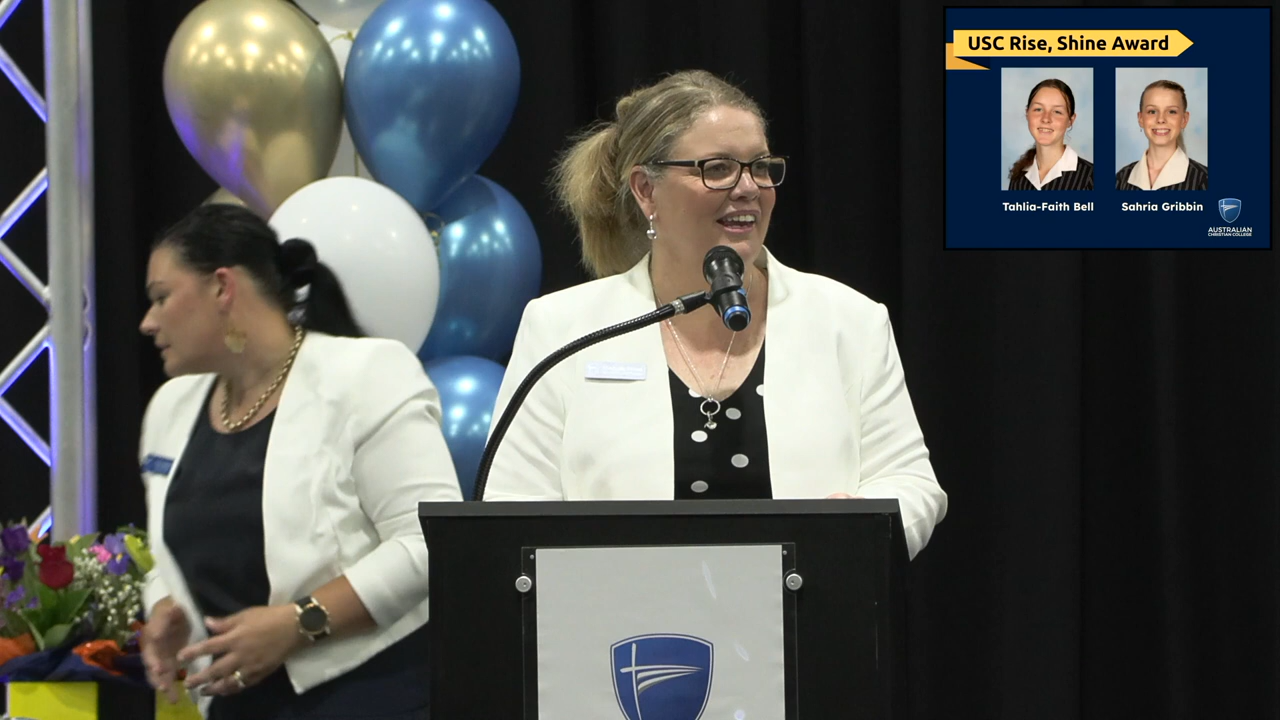 USC Rise, Shine Award
Tahlia-Faith Bell
Sahria Gribbin
AUSTRALIAN
CHRISTIAN COLLEGE